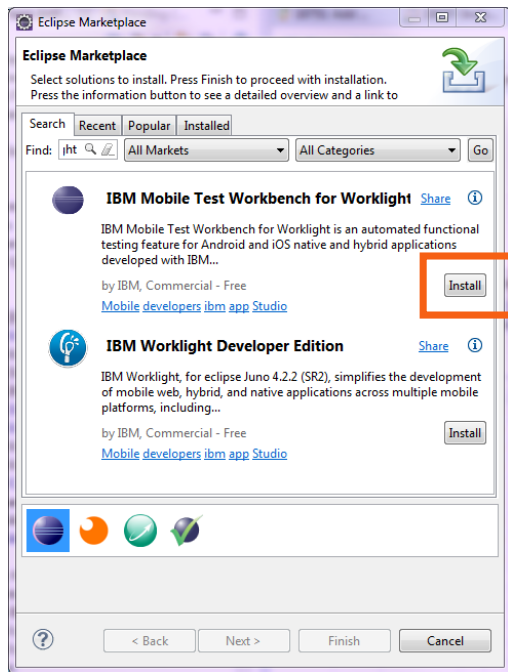 Eclipse Marketplace
Eclipse Marketplace
Select solutions to install. Press Finish to proceed with installation.
Press the information button to see a detailed overview and a link to
Search Recent Popular Installed
Find: ht All Markets All Categories Go
IBM Mobile Test Workbench for Worklight Share
IBM Mobile Test Workbench for Worklight is an automated functional
testing feature for Android and iOS native and hybrid applications
developed with IBM...
by IBM, Commercial - Free Install
Mobile developers ibm app Studio
IBM Worklight Developer Edition Share
IBM Worklight, for eclipse Juno 4.2.2 (SR2), simplifies the development
of mobile web, hybrid, and native applications across multiple mobile
platforms, including...
by IBM, Commercial - Free Install
Mobile developers ibm app Studio
< Back Next > Finish Cancel